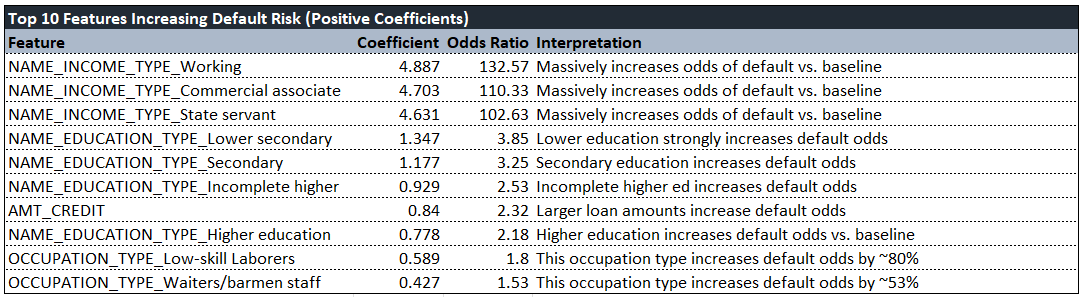 Top 10 Features Increasing Default Risk (Positive Coefficients)
Feature Coefficient Odds Ratio Interpretation
NAME_INCOME_TYPE_Working 4.887 132.57 Massively increases odds of default vs. baseline
NAME_INCOME_TYPE_Commercial associate 4.703 110.33 Massively increases odds of default vs. baseline
NAME_INCOME_TYPE_State servant 4.631 102.63 Massively increases odds of default vs. baseline
NAME_EDUCATION_TYPE_Lower secondary 1.347 3.85 Lower education strongly increases default odds
NAME_EDUCATION_TYPE_Secondary 1.177 3.25 Secondary education increases default odds
NAME_EDUCATION_TYPE_Incomplete higher 0.929 2.53 Incomplete higher ed increases default odds
AMT_CREDIT 0.84 2.32 Larger loan amounts increase default odds
NAME_EDUCATION_TYPE_Higher education 0.778 2.18 Higher education increases default odds vs. baseline
OCCUPATION_TYPE_Low-skill Laborers 0.589 1.8 This occupation type increases default odds by ~80%
OCCUPATION_TYPE_Waiters/barmen staff 0.427 1.53 This occupation type increases default odds by ~53%